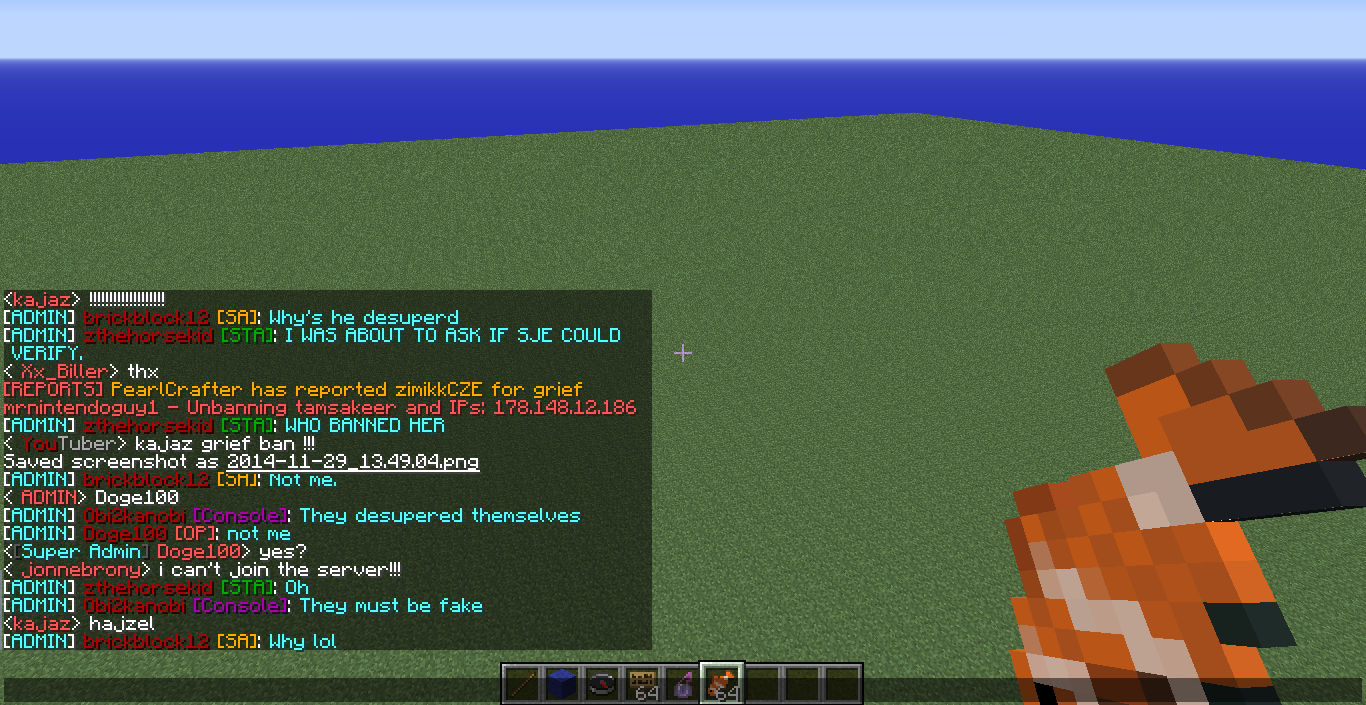 <kajaz> !!!!!!!!!!!!!!!!!!
[ADMIN] brickblock12 [SA]: Why's he desuperd
[ADMIN] zthehorsekid [STA]: I WAS ABOUT TO ASK IF SJE COULD
VERIFY.
< Xx_Biller> thx
[REPORTS] PearlCrafter has reported zimikkCZE for grief
mrnintendoguy1 - Unbanning tamsakeer and IPs: 178.148.12.186
[ADMIN] zthehorsekid [STA]: WHO BANNED HER
< YouTuber> kajaz grief ban !!!
Saved screenshot as 2014-11-29_13.49.04.png
[ADMIN] brickblock12 [SA]: Not me.
< ADMIN> Doge100
[ADMIN] Obi2kanobi [Console]: They desupered themselves
[ADMIN] Doge100 [OP]: not me
<[Super Admin] Doge100> yes?
< jonnebrony> i can't join the server!!!
[ADMIN] zthehorsekid [STA]: Oh
[ADMIN] Obi2kanobi [Console]: They must be fake
<kajaz> hajzel
[ADMIN] brickblock12 [SA]: Why lol
64 64